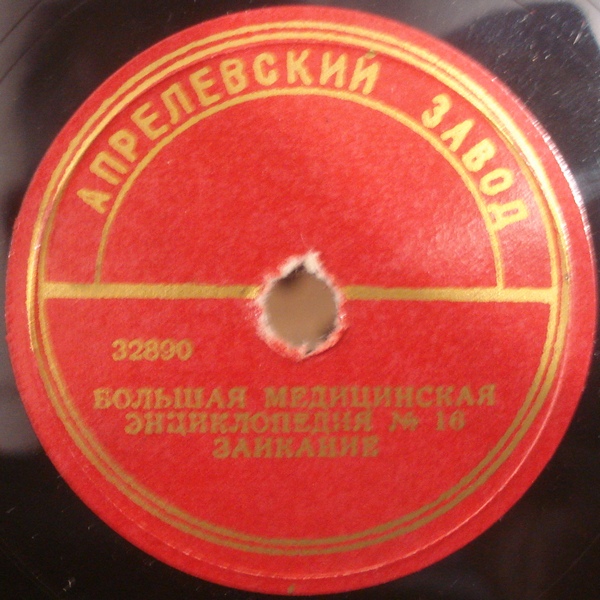 АПРЕЛЕВСКИЙ ЗАВОД
32890
БОЛЬШАЯ МЕДИЦИНСКАЯ
ЭНЦИКЛОПЕДИЯ № 16
ЗАИКАНИЕ